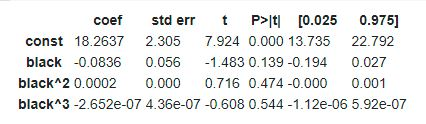 coef std err t P>|t| [0.025 0.975]
const 18.2637 2.305 7.924 0.000 13.735 22.792
black -0.0836 0.056 -1.483 0.139 -0.194 0.027
black^2 0.0002 0.000 0.716 0.474 -0.000 0.001
black^3 -2.652e-07 4.36e-07 -0.608 0.544 -1.12e-06 5.92e-07